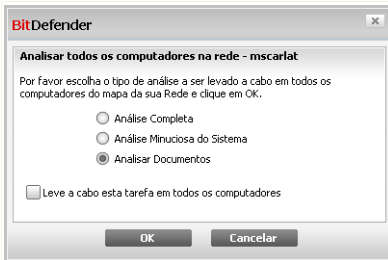 BitDefender
Analisar todos os computadores na rede - mscarlat
Por favor escolha o tipo de análise a ser levado a cabo em todos os
computadores do mapa da sua Rede e clique em OK.
Análise Completa
Análise Minuciosa do Sistema
Analisar Documentos
Leve a cabo esta tarefa em todos os computadores
OK
Cancelar